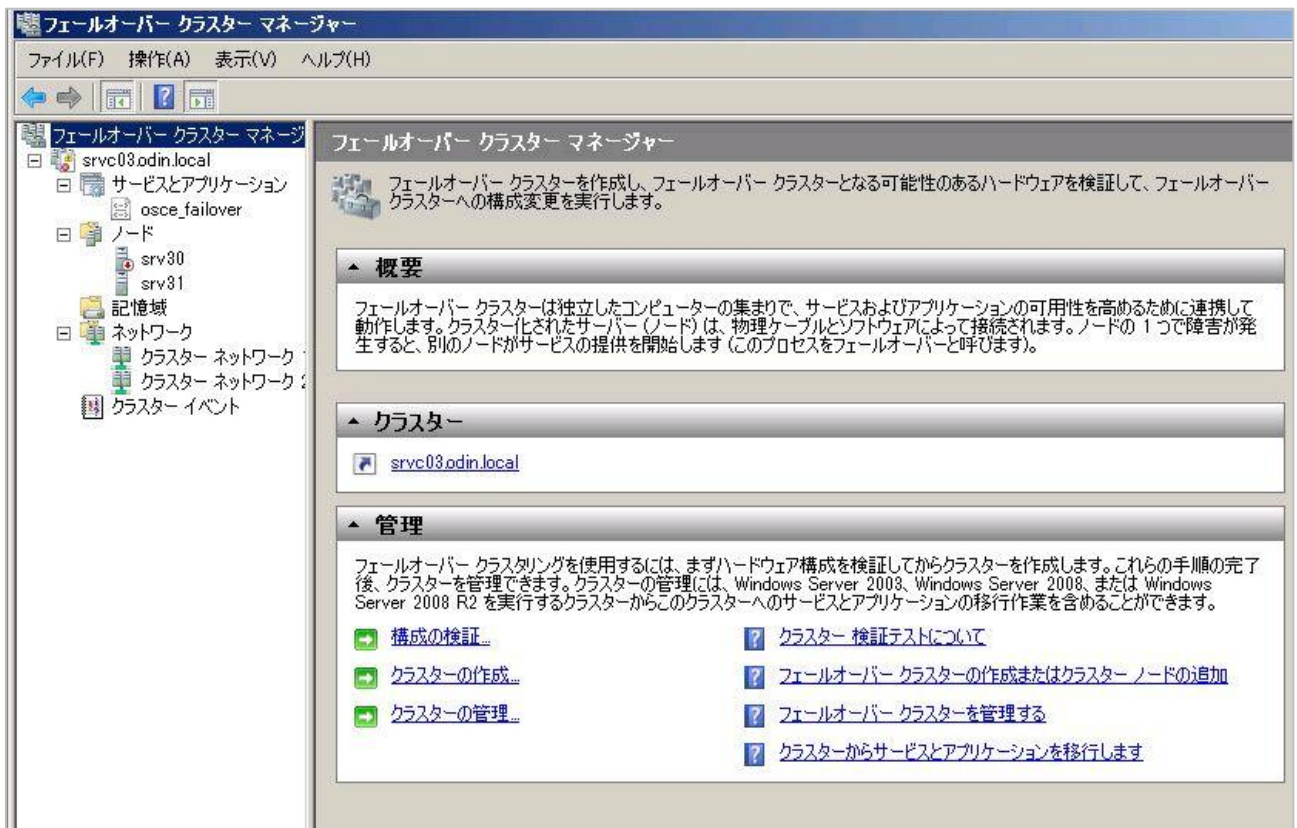 フェールオーバー クラスター マネージャー
ファイル(F) 操作(A) 表示(V) ヘルプ(H)
フェールオーバー クラスター マネージ
srvc03.odin.local
サービスとアプリケーション
osce_failover
ノード
srv30
srv31
記憶域
ネットワーク
クラスター ネットワーク 1
クラスター ネットワーク 2
クラスター イベント
フェールオーバー クラスター マネージャー
フェールオーバー クラスターを作成し、フェールオーバー クラスターとなる可能性のあるハードウェアを検証して、フェールオーバー
クラスターへの構成変更を実行します。
概要
フェールオーバー クラスターは独立したコンピューターの集まりで、サービスおよびアプリケーションの可用性を高めるために連携して
動作します。クラスター化されたサーバー (ノード) は、物理ケーブルとソフトウェアによって接続されます。ノードの 1 つで障害が発
生すると、別のノードがサービスの提供を開始します (このプロセスをフェールオーバーと呼びます)。
クラスター
srvc03.odin.local
管理
フェールオーバー クラスタリングを使用するには、まずハードウェア構成を検証してからクラスターを作成します。これらの手順の完了
後、クラスターを管理できます。クラスターの管理には、Windows Server 2003、Windows Server 2008、または Windows
Server 2008 R2 を実行するクラスターからこのクラスターへのサービスとアプリケーションの移行作業を含めることができます。
構成の検証...
クラスターの作成...
クラスターの管理...
クラスター 検証テストについて
フェールオーバー クラスターの作成またはクラスター ノードの追加
フェールオーバー クラスターを管理する
クラスターからサービスとアプリケーションを移行します